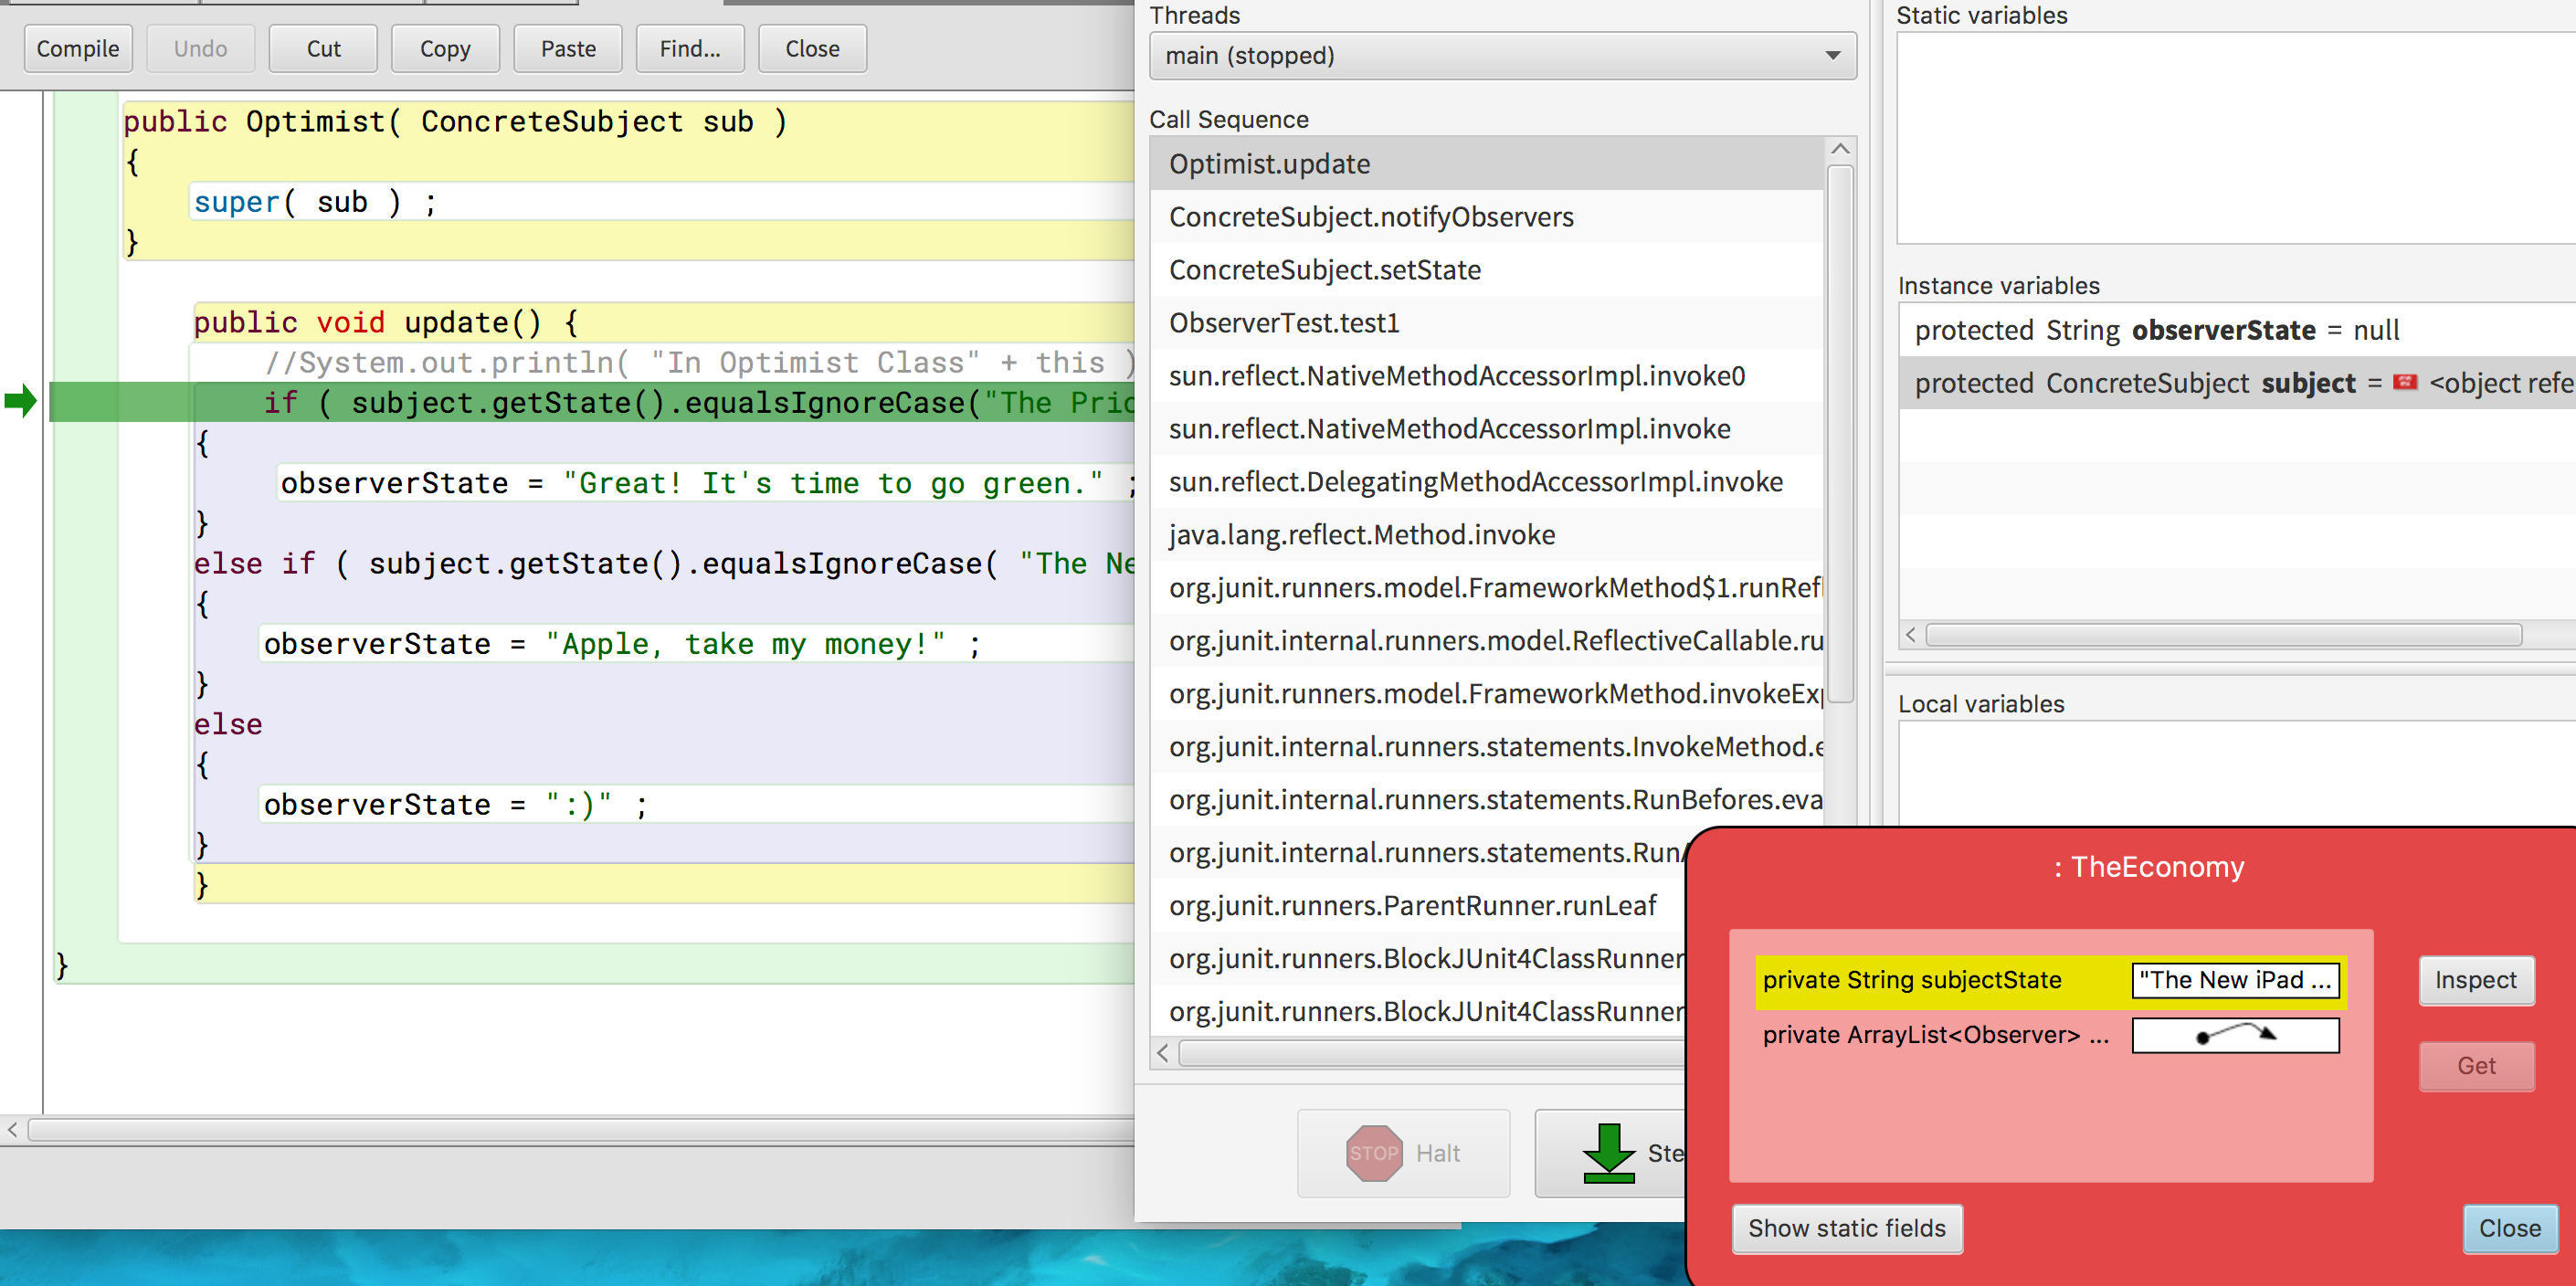 Compile Undo Cut Copy Paste Find... Close
public Optimist( ConcreteSubject sub )
{
super( sub ) ;
}
public void update() {
//System.out.println( "In Optimist Class" + this )
if ( subject.getState().equalsIgnoreCase("The Pric
{
observerState = "Great! It's time to go green." ;
}
else if ( subject.getState().equalsIgnoreCase( "The Ne
{
observerState = "Apple, take my money!" ;
}
else
{
observerState = ":)" ;
}
}
}
Threads
main (stopped)
Call Sequence
Optimist.update
ConcreteSubject.notifyObservers
ConcreteSubject.setState
ObserverTest.test1
sun.reflect.NativeMethodAccessorImpl.invoke0
sun.reflect.NativeMethodAccessorImpl.invoke
sun.reflect.DelegatingMethodAccessorImpl.invoke
java.lang.reflect.Method.invoke
org.junit.runners.model.FrameworkMethod$1.runRefl
org.junit.internal.runners.model.ReflectiveCallable.ru
org.junit.runners.model.FrameworkMethod.invokeExp
org.junit.internal.runners.statements.InvokeMethod.e
org.junit.internal.runners.statements.RunBefores.eva
org.junit.internal.runners.statements.RunA
org.junit.runners.ParentRunner.runLeaf
org.junit.runners.BlockJUnit4ClassRunner
org.junit.runners.BlockJUnit4ClassRunner
STOP Halt
Ste
Static variables
Instance variables
protected String observerState = null
protected ConcreteSubject subject = <object refe
Local variables
: TheEconomy
private String subjectState "The New iPad ...
private ArrayList<Observer> ...
Inspect
Get
Show static fields
Close